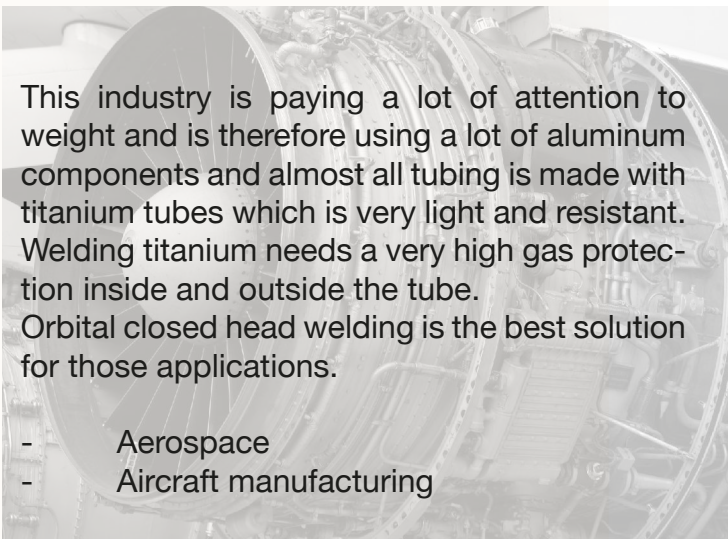 This industry is paying a lot of attention to
weight and is therefore using a lot of aluminum
components and almost all tubing is made with
titanium tubes which is very light and resistant.
Welding titanium needs a very high gas protec-
tion inside and outside the tube.
Orbital closed head welding is the best solution
for those applications.
- Aerospace
- Aircraft manufacturing